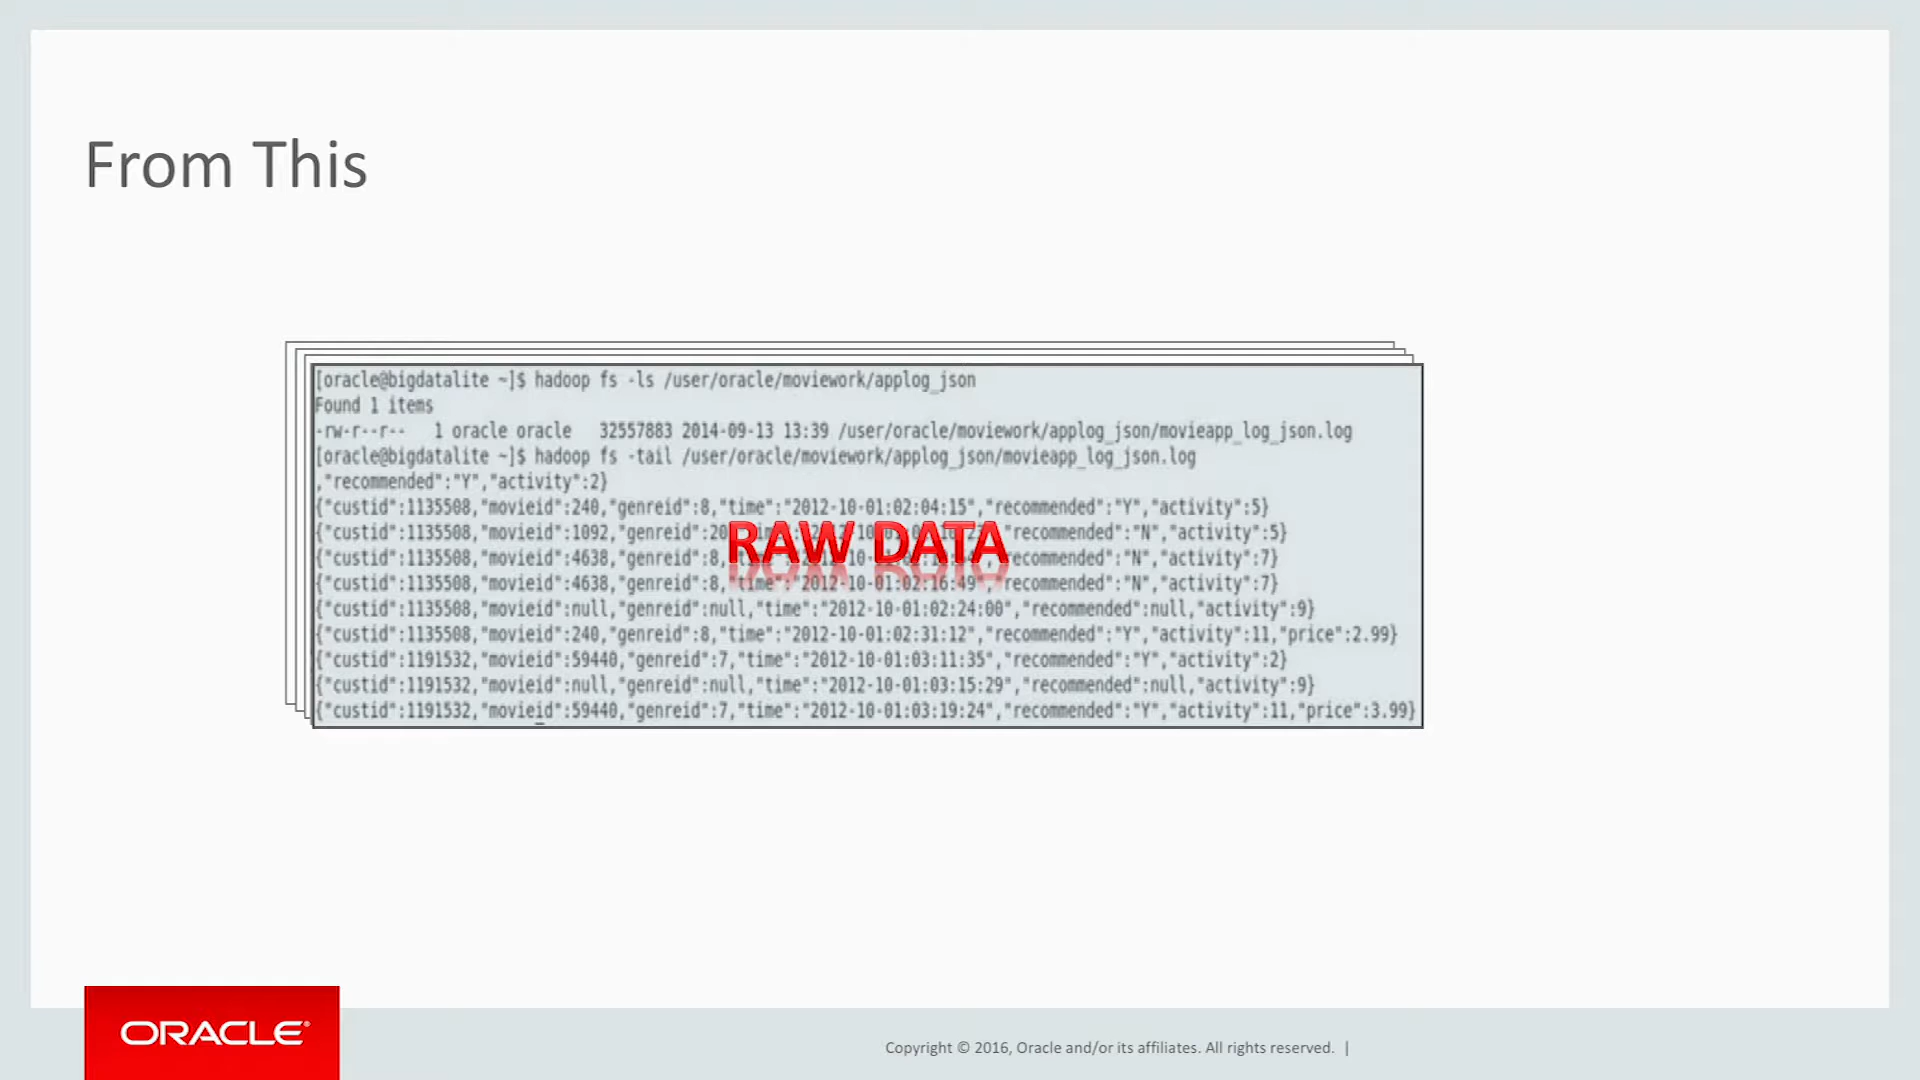 From This
[oracle@bigdatalite ~]$ hadoop fs -ls /user/oracle/moviework/applog_json
Found 1 items
-rw-r--r--   1 oracle oracle   32557883 2014-09-13 13:39 /user/oracle/moviework/applog_json/movieapp_log_json.log
[oracle@bigdatalite ~]$ hadoop fs -tail /user/oracle/moviework/applog_json/movieapp_log_json.log
,"recommended":"Y","activity":2}
{"custid":1135508,"movieid":240,"genreid":8,"time":"2012-10-01:02:04:15","recommended":"Y","activity":5}
{"custid":1135508,"movieid":1092,"genreid":20 "recommended":"N","activity":5}
RAW DATA
{"custid":1135508,"movieid":4638,"genreid":8, "recommended":"N","activity":7}
{"custid":1135508,"movieid":4638,"genreid":8,"time":"2012-10-01:02:16:49","recommended":"N","activity":7}
{"custid":1135508,"movieid":null,"genreid":null,"time":"2012-10-01:02:24:00","recommended":null,"activity":9}
{"custid":1135508,"movieid":240,"genreid":8,"time":"2012-10-01:02:31:12","recommended":"Y","activity":11,"price":2.99}
{"custid":1191532,"movieid":59440,"genreid":7,"time":"2012-10-01:03:11:35","recommended":"Y","activity":2}
{"custid":1191532,"movieid":null,"genreid":null,"time":"2012-10-01:03:15:29","recommended":null,"activity":9}
{"custid":1191532,"movieid":59440,"genreid":7,"time":"2012-10-01:03:19:24","recommended":"Y","activity":11,"price":3.99}
ORACLE®
Copyright © 2016, Oracle and/or its affiliates. All rights reserved. |